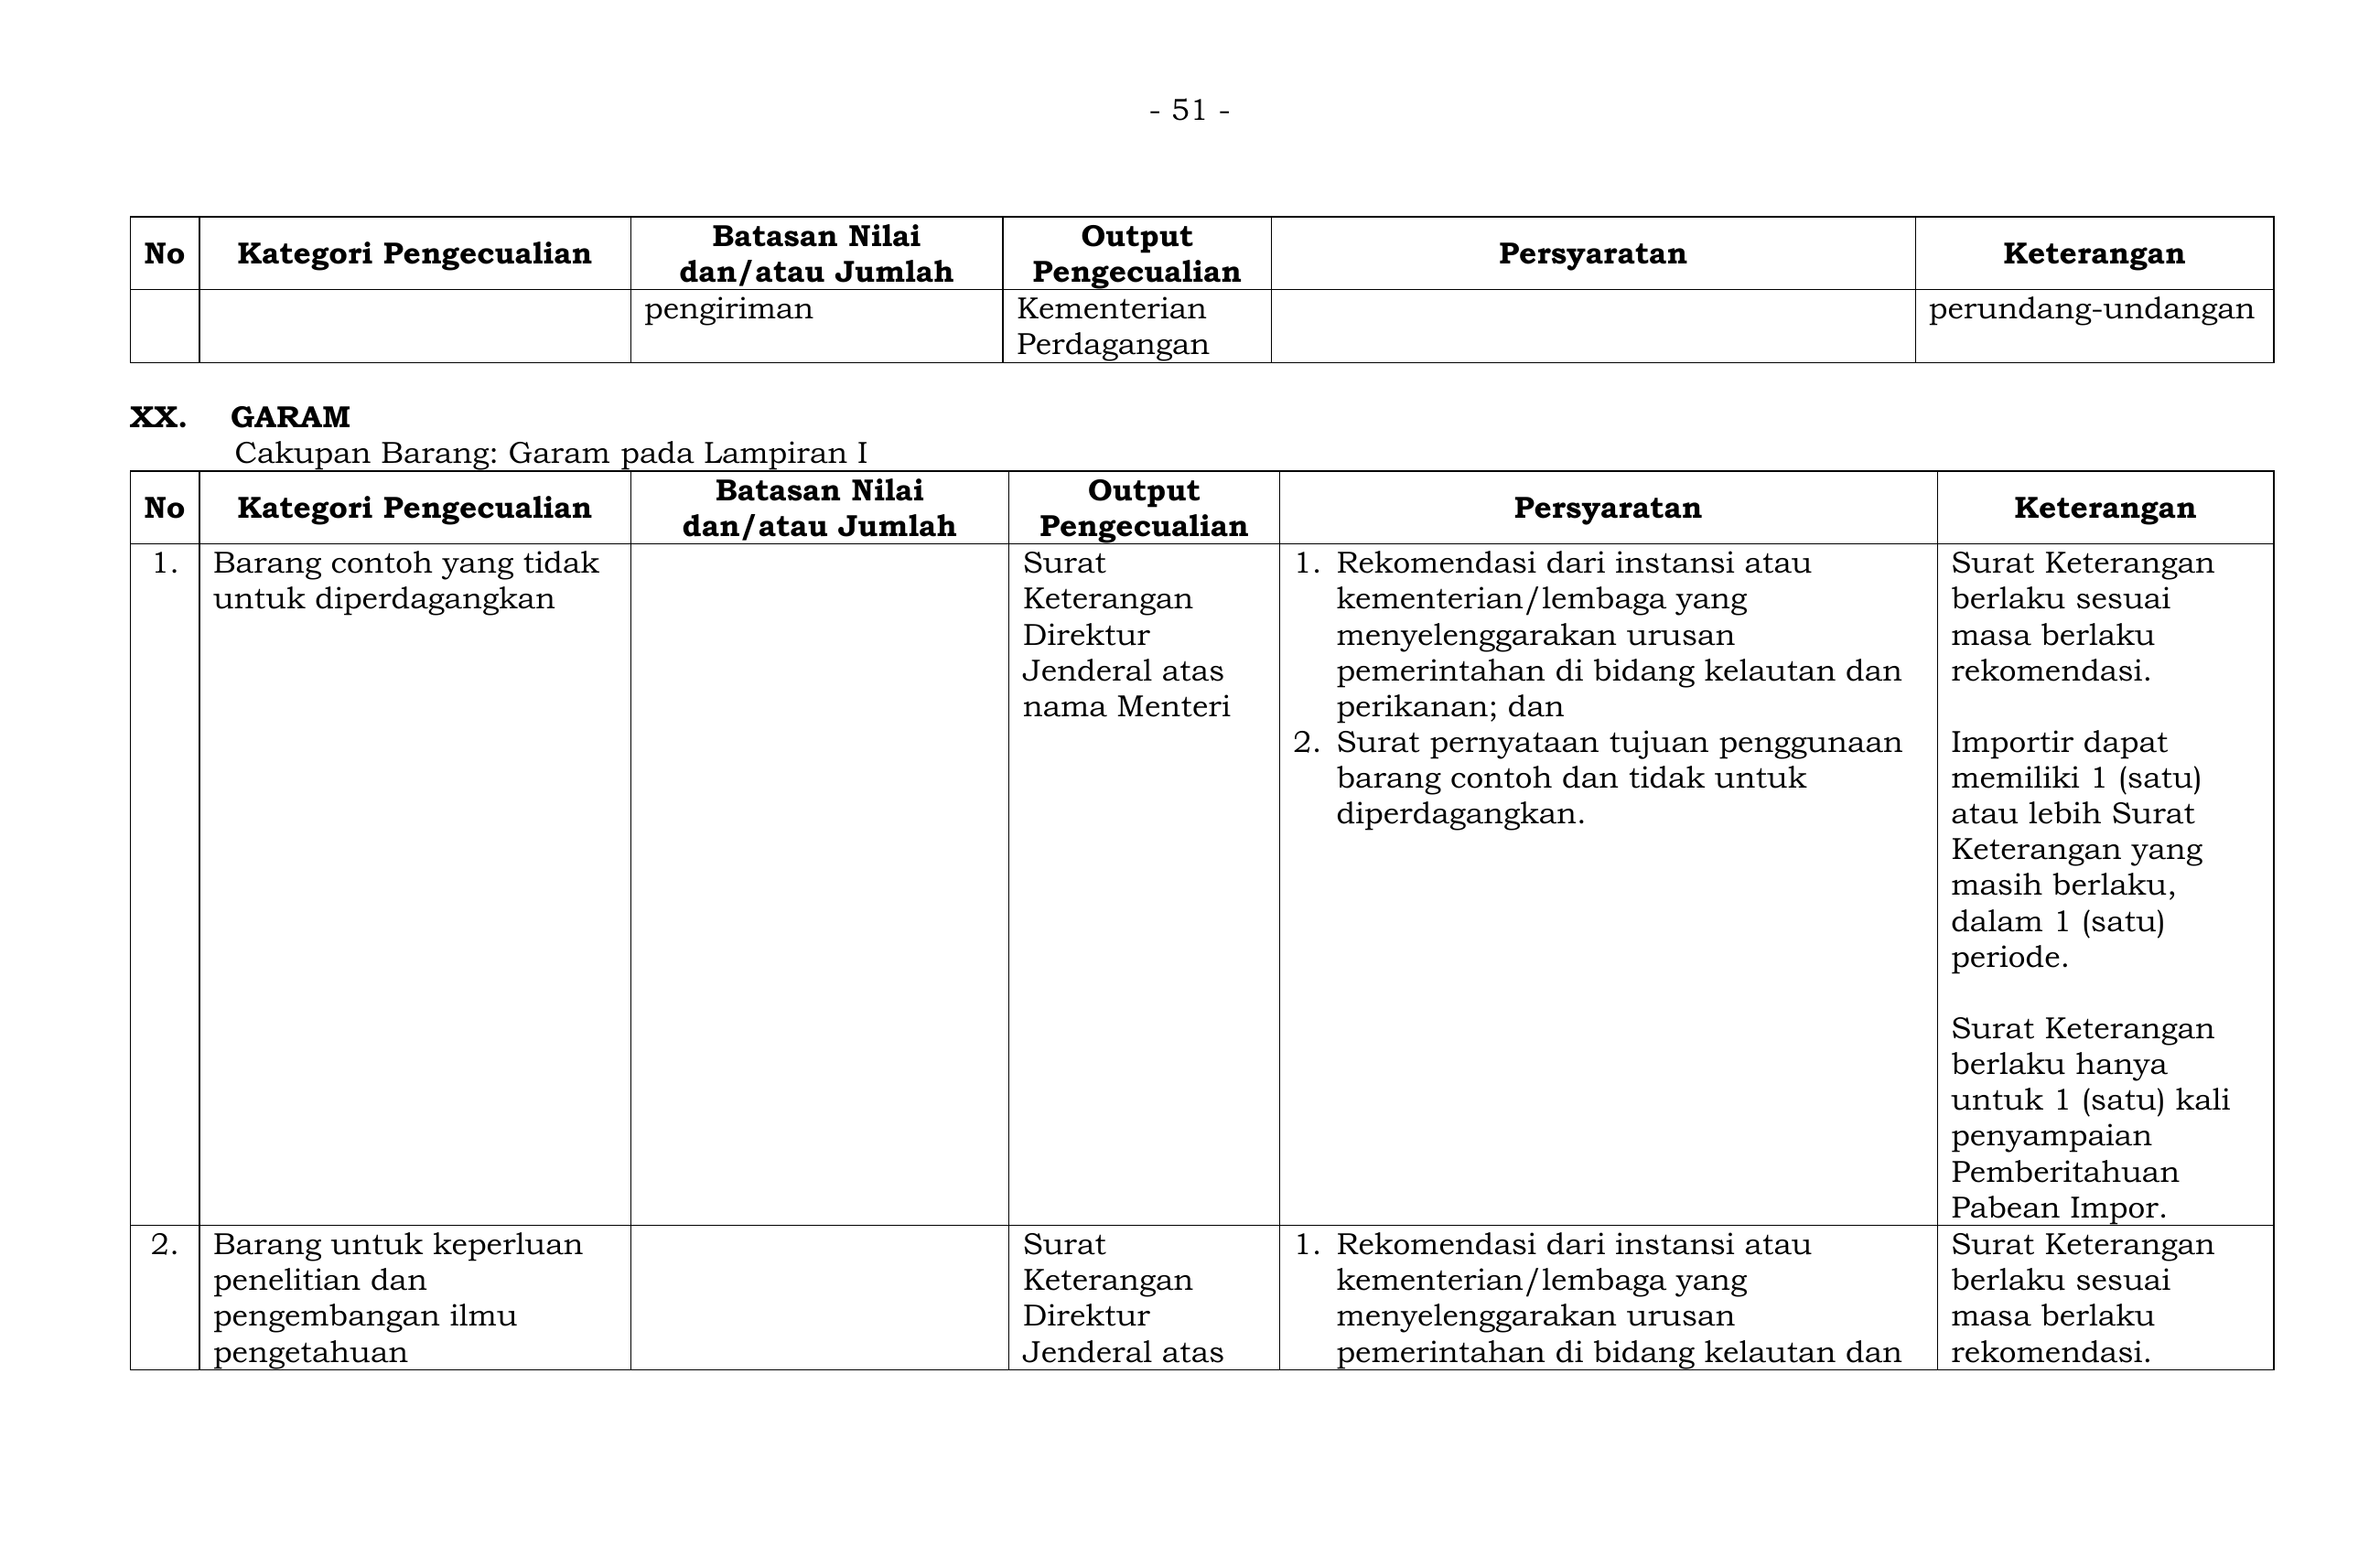 - 51 -
No
Kategori Pengecualian
Batasan Nilai
dan/atau Jumlah
Output
Pengecualian
Persyaratan
Keterangan
pengiriman
Kementerian
Perdagangan
perundang-undangan
XX. GARAM
Cakupan Barang: Garam pada Lampiran I
No
Kategori Pengecualian
Batasan Nilai
dan/atau Jumlah
Output
Pengecualian
Persyaratan
Keterangan
1.
Barang contoh yang tidak
untuk diperdagangkan
Surat
Keterangan
Direktur
Jenderal atas
nama Menteri
1. Rekomendasi dari instansi atau
kementerian/lembaga yang
menyelenggarakan urusan
pemerintahan di bidang kelautan dan
perikanan; dan
2. Surat pernyataan tujuan penggunaan
barang contoh dan tidak untuk
diperdagangkan.
Surat Keterangan
berlaku sesuai
masa berlaku
rekomendasi.
Importir dapat
memiliki 1 (satu)
atau lebih Surat
Keterangan yang
masih berlaku,
dalam 1 (satu)
periode.
Surat Keterangan
berlaku hanya
untuk 1 (satu) kali
penyampaian
Pemberitahuan
Pabean Impor.
2.
Barang untuk keperluan
penelitian dan
pengembangan ilmu
pengetahuan
Surat
Keterangan
Direktur
Jenderal atas
1. Rekomendasi dari instansi atau
kementerian/lembaga yang
menyelenggarakan urusan
pemerintahan di bidang kelautan dan
Surat Keterangan
berlaku sesuai
masa berlaku
rekomendasi.